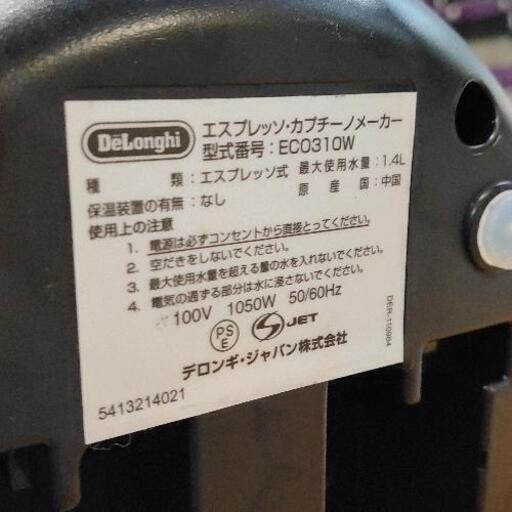 DeLonghi
エスプレッソ・カプチーノメーカー
型式番号：ECO310W
種　類：エスプレッソ式 最大使用水量：1.4L
保温装置の有無：なし 原産国：中国
使用上の注意
1. 電源は必ずコンセントから直接とってください。
2. 空だきをしないでください。
3. 最大使用水量を超える量の水を入れないでください。
4. 電気の通ずる部分は水に浸さないでください。
100V 1050W 50/60Hz
PSE
JET
デロンギ・ジャパン株式会社
5413214021
DER-110984